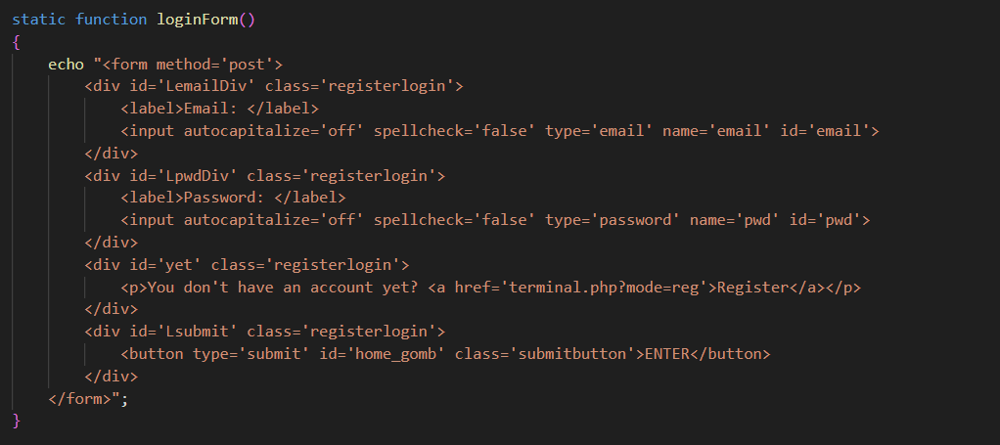 static function loginForm()
{
echo "<form method='post'>
<div id='LemailDiv' class='registerlogin'>
<label>Email: </label>
<input autocapitalize='off' spellcheck='false' type='email' name='email' id='email'>
</div>
<div id='LpwdDiv' class='registerlogin'>
<label>Password: </label>
<input autocapitalize='off' spellcheck='false' type='password' name='pwd' id='pwd'>
</div>
<div id='yet' class='registerlogin'>
<p>You don't have an account yet? <a href='terminal.php?mode=reg'>Register</a></p>
</div>
<div id='Lsubmit' class='registerlogin'>
<button type='submit' id='home_gomb' class='submitbutton'>ENTER</button>
</div>
</form>";
}